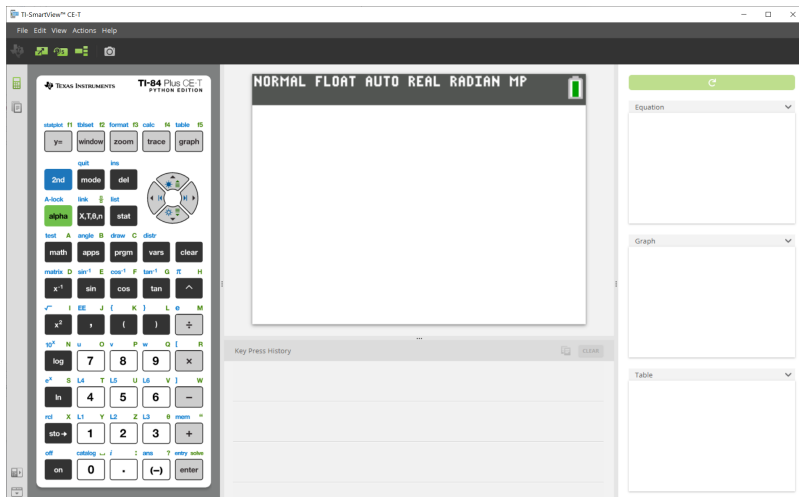 TI-SmartView™ CE-T
File Edit View Actions Help
TEXAS INSTRUMENTS TI-84 Plus CE-T
PYTHON EDITION
statplot f1 tblset f2 format f3 calc f4 table f5
y= window zoom trace graph
quit ins
2nd mode del
A-lock link list
alpha X,T,θ,n stat
test A angle B draw C distr
math apps prgm vars clear
matrix D sin⁻¹ E cos⁻¹ F tan⁻¹ G π H
x⁻¹ sin cos tan ^
√ I EE J { K } L e M
x² , ( ) ÷
10ˣ N u O v P w Q [ R
log 7 8 9 ×
eˣ S L4 T L5 U L6 V ] W
ln 4 5 6 −
rcl X L1 Y L2 Z L3 θ mem "
sto→ 1 2 3 +
off catalog i : ans ? entry solve
on 0 . (−) enter
NORMAL FLOAT AUTO REAL RADIAN MP
Key Press History
CLEAR
Equation
Graph
Table